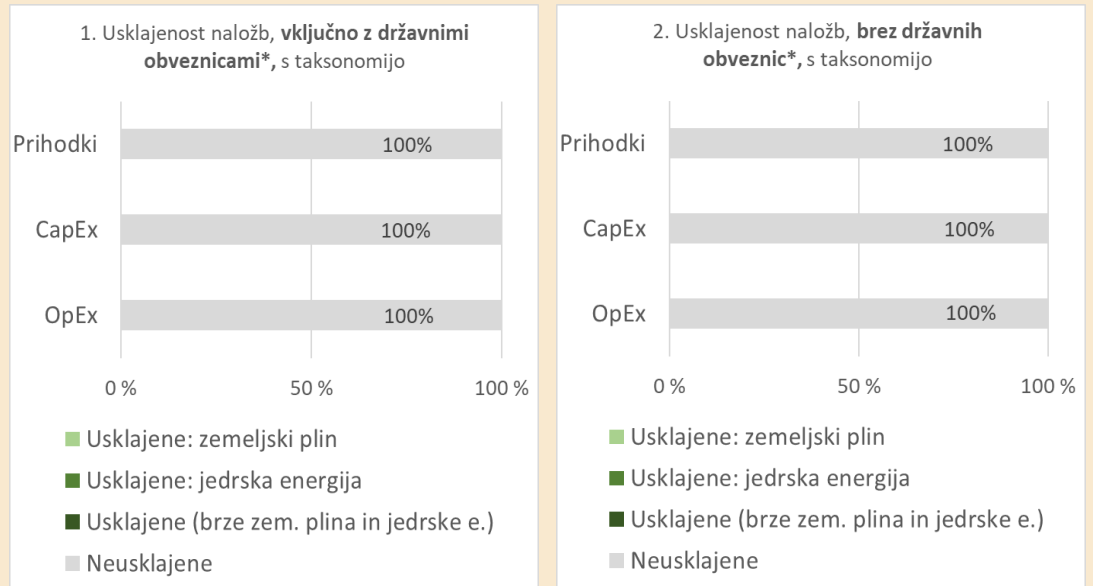 1. Usklajenost naložb, vključno z državnimi
obveznicami*, s taksonomijo
Prihodki
100%
CapEx
100%
OpEx
100%
0 %
50 %
100 %
Usklajene: zemeljski plin
Usklajene: jedrska energija
Usklajene (brze zem. plina in jedrske e.)
Neusklajene
2. Usklajenost naložb, brez državnih
obveznic*, s taksonomijo
Prihodki
100%
CapEx
100%
OpEx
100%
0 %
50 %
100 %
Usklajene: zemeljski plin
Usklajene: jedrska energija
Usklajene (brze zem. plina in jedrske e.)
Neusklajene